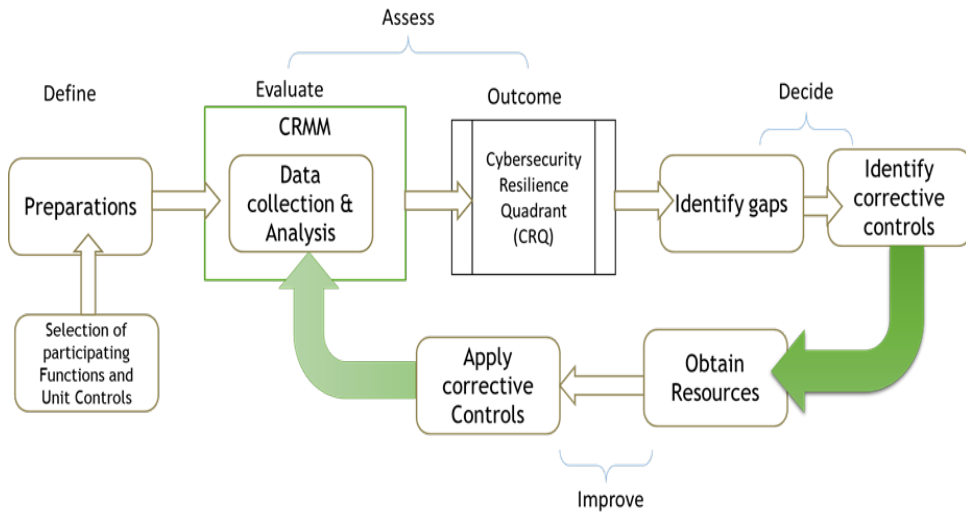 Assess
Define
Evaluate
Outcome
Decide
CRMM
Preparations
Data
collection &
Analysis
Cybersecurity
Resilience
Quadrant
(CRQ)
Identify gaps
Identify
corrective
controls
Selection of
participating
Functions and
Unit Controls
Apply
corrective
Controls
Obtain
Resources
Improve